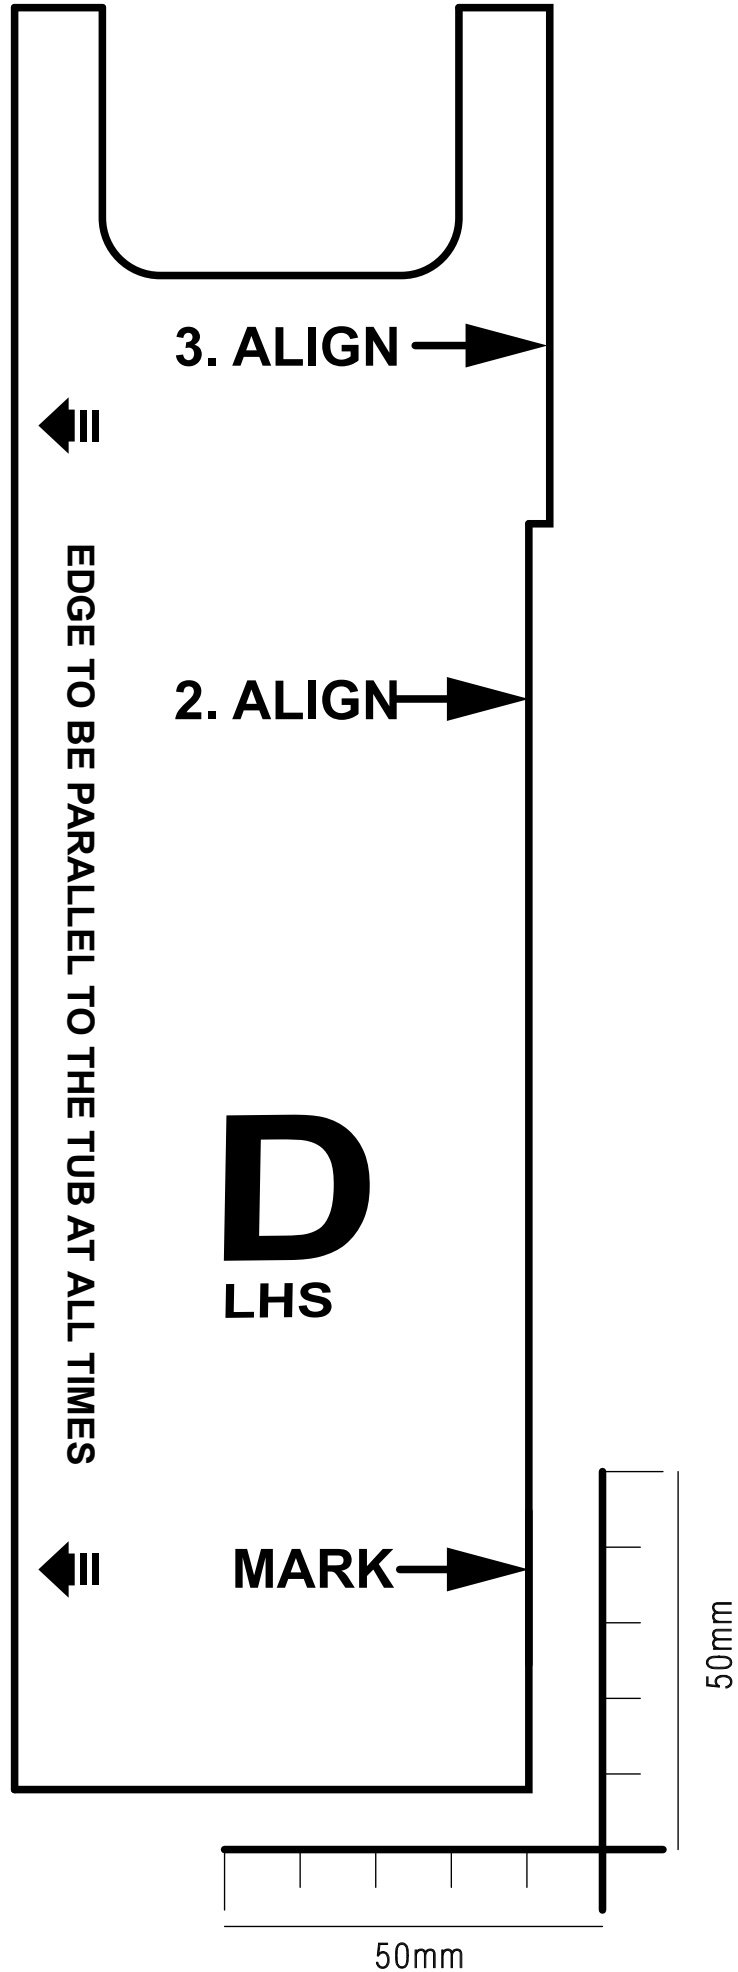 3. ALIGN
2. ALIGN
EDGE TO BE PARALLEL TO THE TUB AT ALL TIMES
D
LHS
MARK
50mm
50mm